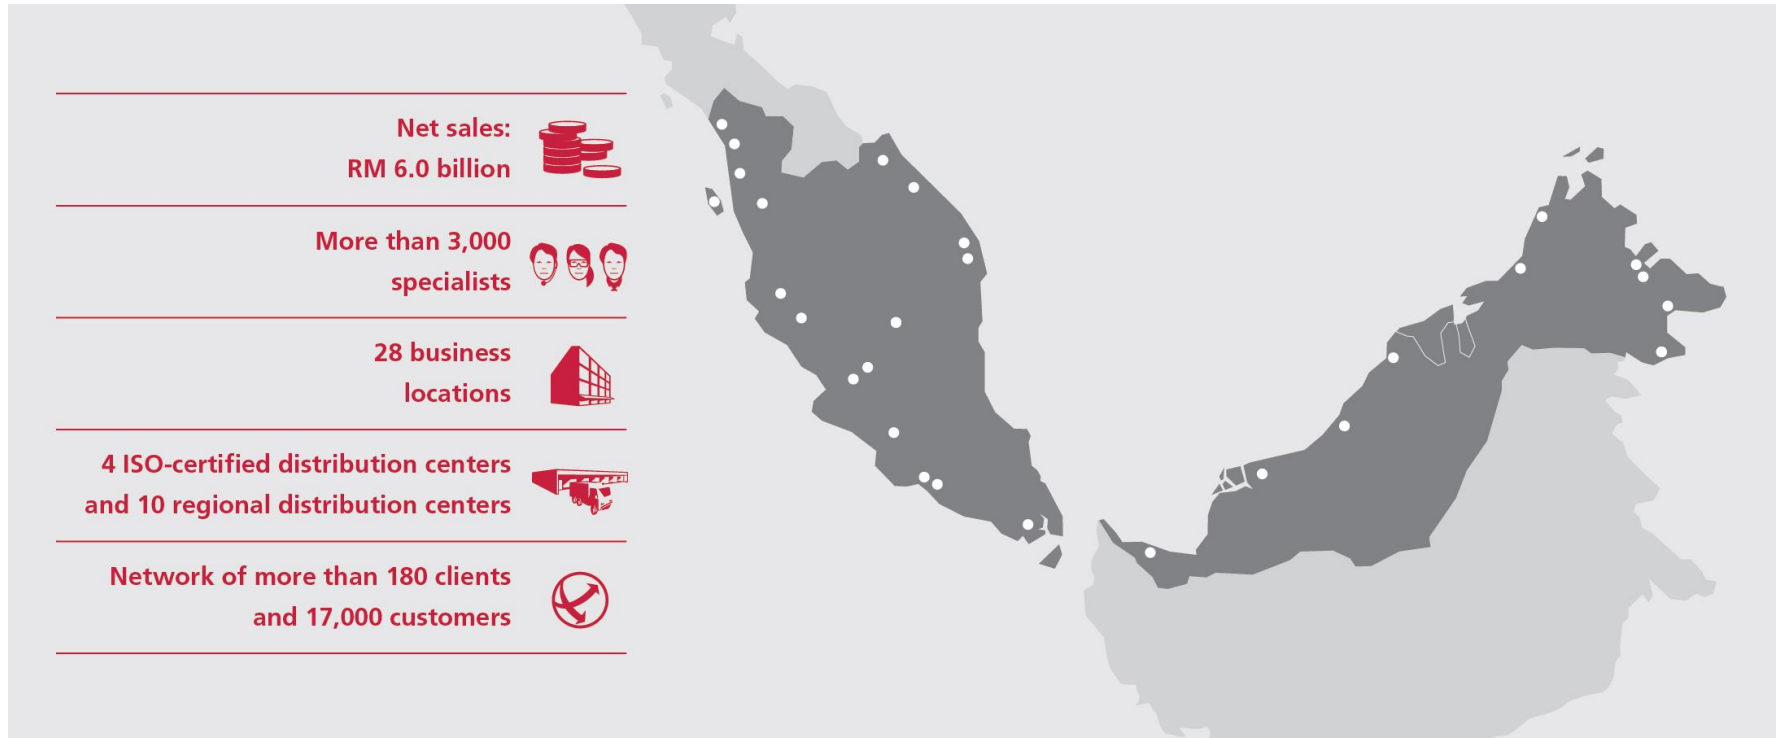 Net sales:
RM 6.0 billion
More than 3,000
specialists
28 business
locations
4 ISO-certified distribution centers
and 10 regional distribution centers
Network of more than 180 clients
and 17,000 customers